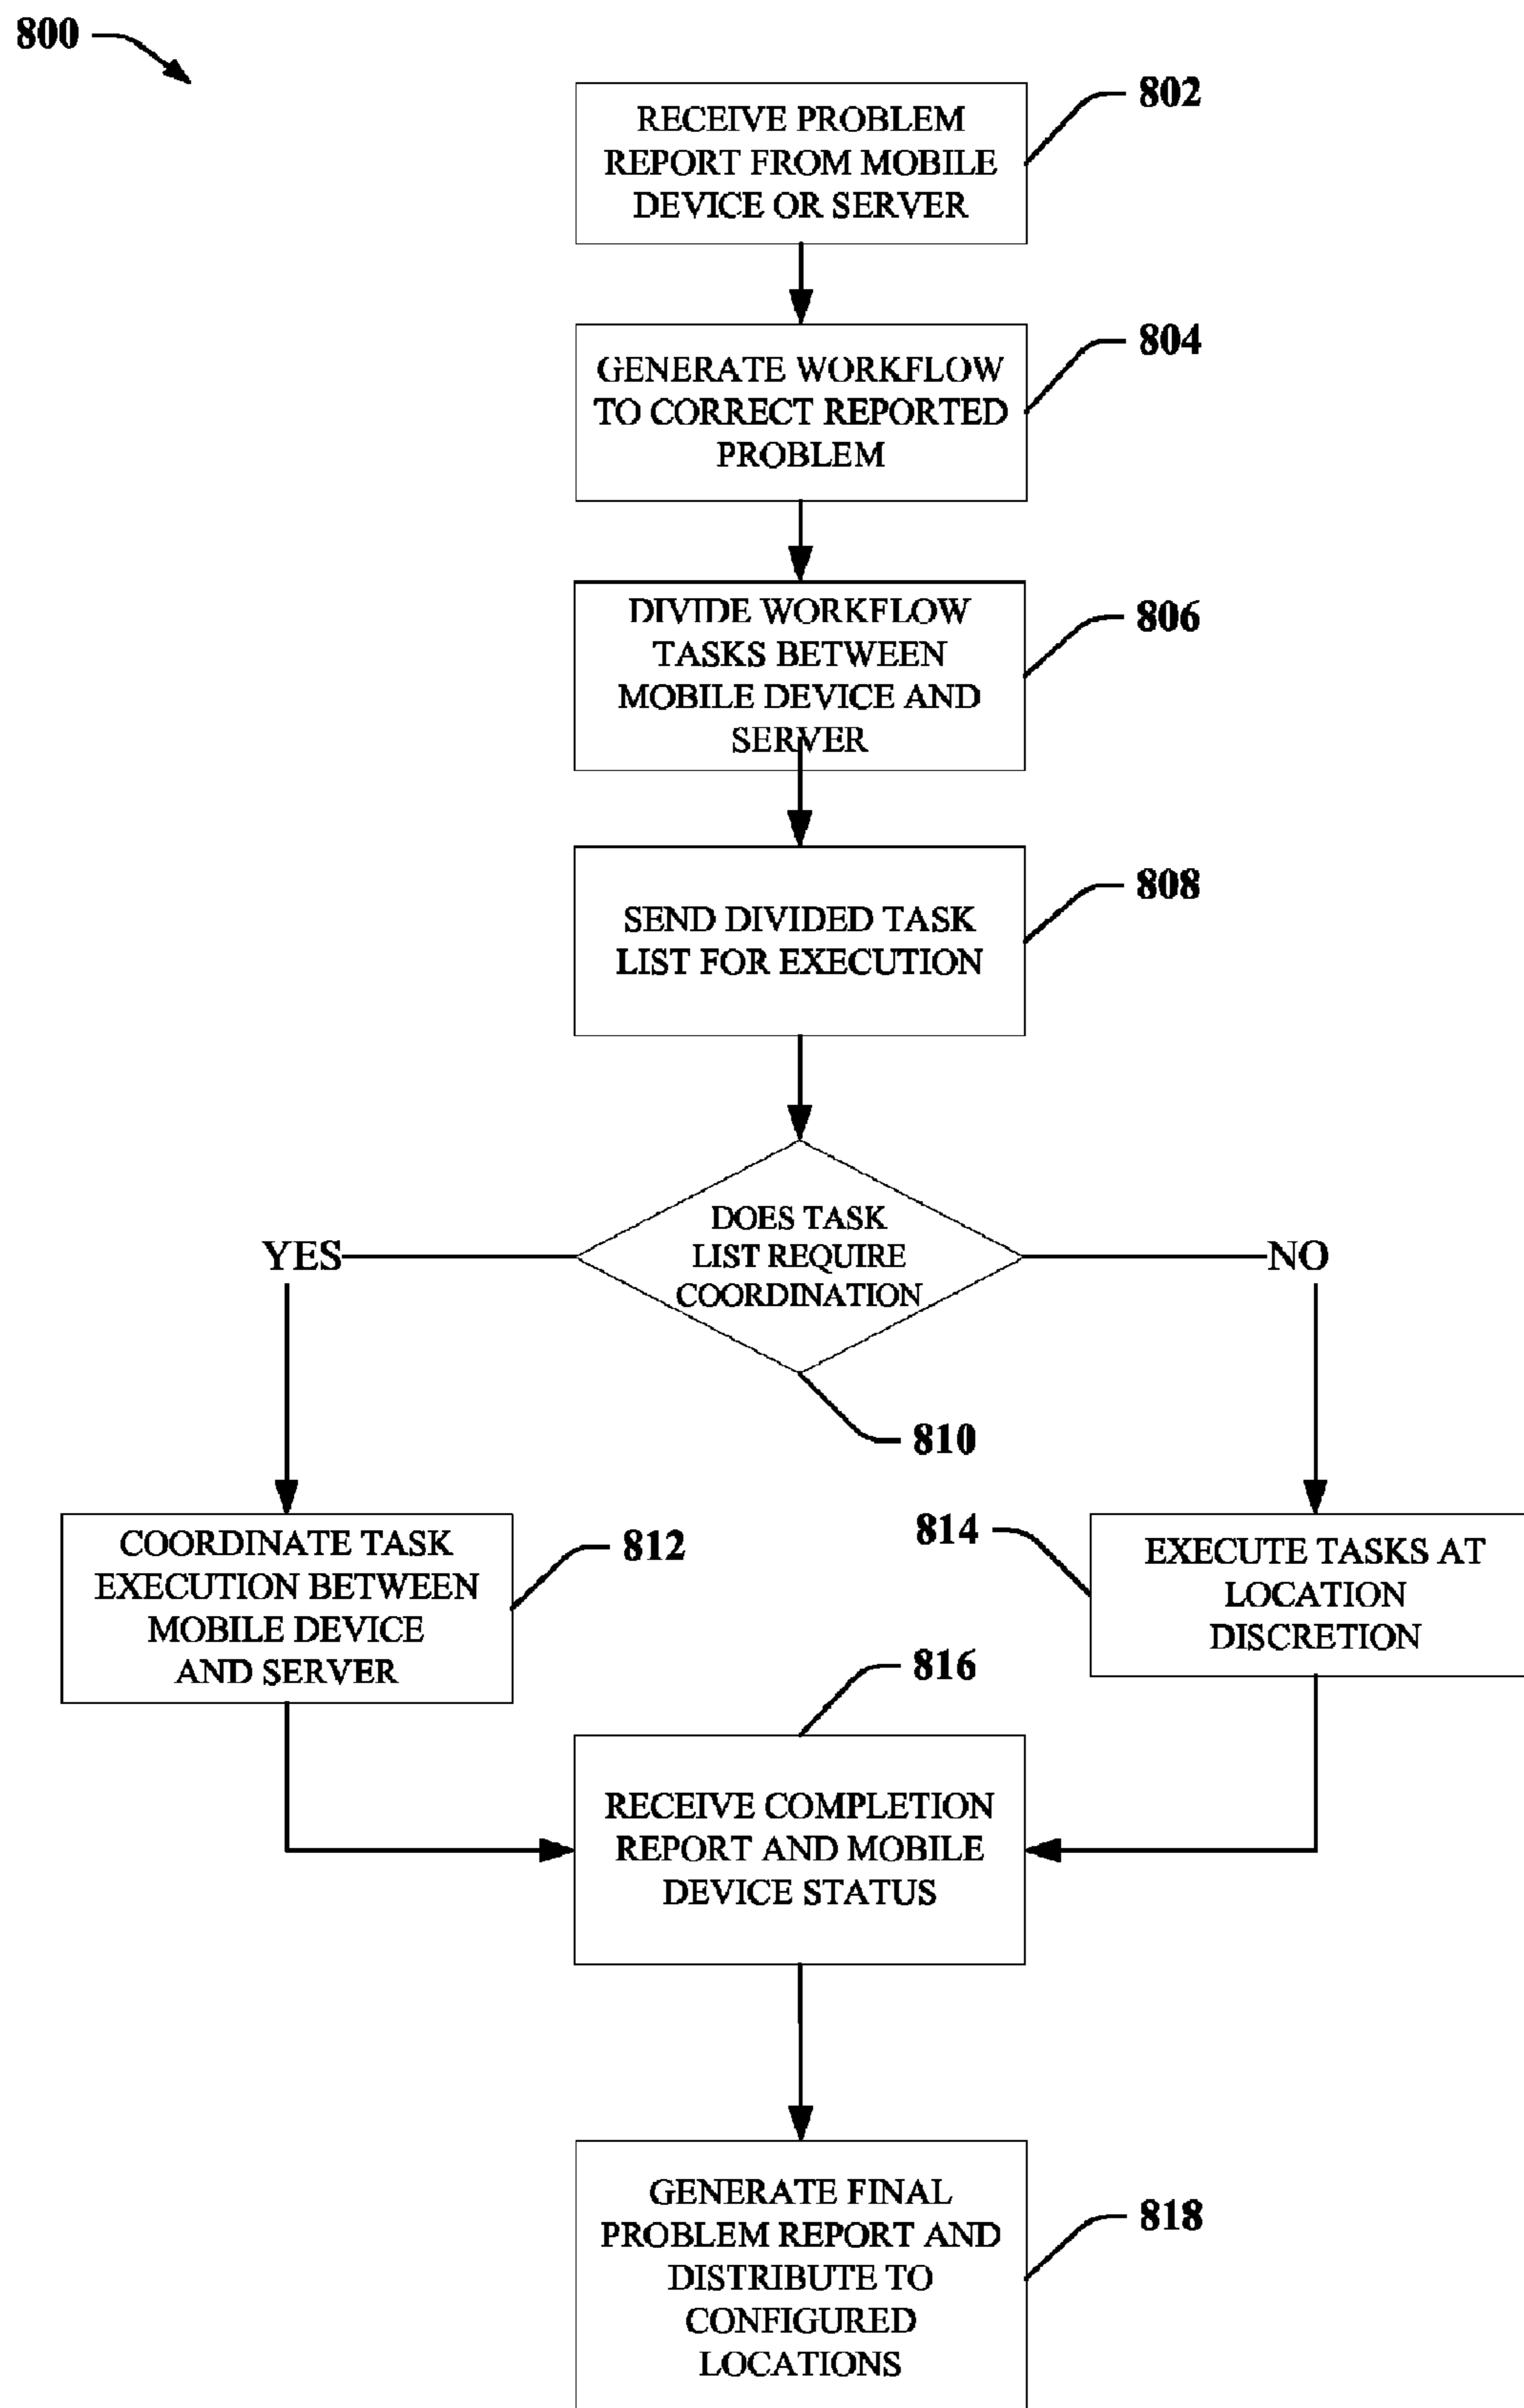 800
RECEIVE PROBLEM
REPORT FROM MOBILE
DEVICE OR SERVER
802
GENERATE WORKFLOW
TO CORRECT REPORTED
PROBLEM
804
DIVIDE WORKFLOW
TASKS BETWEEN
MOBILE DEVICE AND
SERVER
806
SEND DIVIDED TASK
LIST FOR EXECUTION
808
DOES TASK
LIST REQUIRE
COORDINATION
YES
NO
810
COORDINATE TASK
EXECUTION BETWEEN
MOBILE DEVICE
AND SERVER
812
814
EXECUTE TASKS AT
LOCATION
DISCRETION
816
RECEIVE COMPLETION
REPORT AND MOBILE
DEVICE STATUS
GENERATE FINAL
PROBLEM REPORT AND
DISTRIBUTE TO
CONFIGURED
LOCATIONS
818